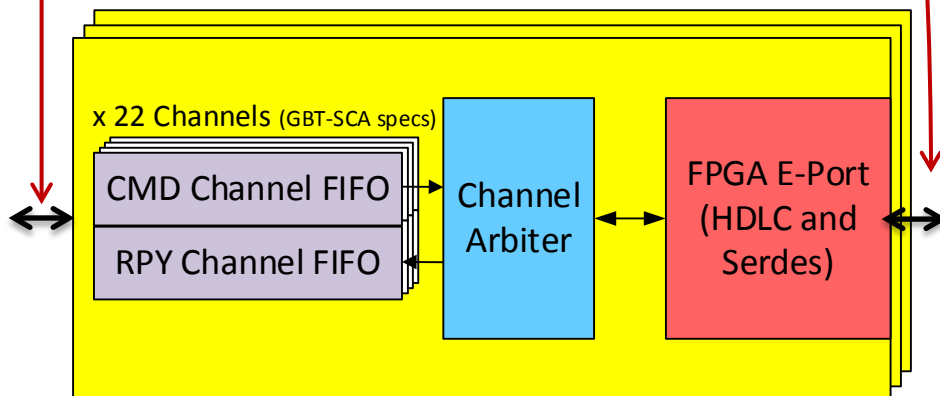 x 22 Channels (GBT-SCA specs)
CMD Channel FIFO
RPY Channel FIFO
Channel
Arbiter
FPGA E-Port
(HDLC and
Serdes)